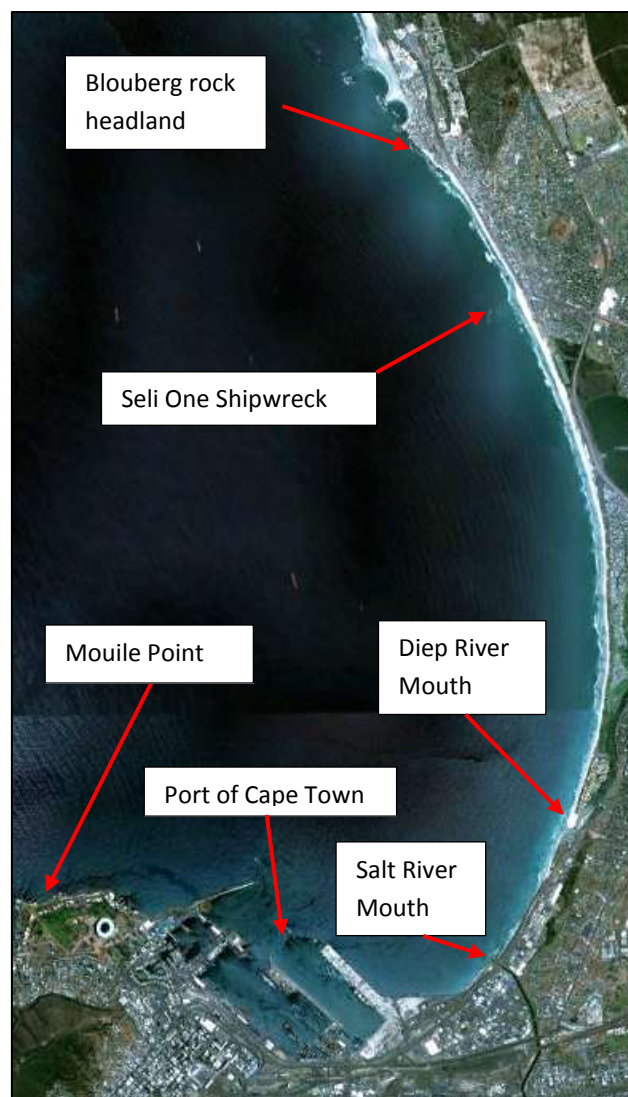 Blouberg rock
headland
Seli One Shipwreck
Mouile Point
Diep River
Mouth
Port of Cape Town
Salt River
Mouth